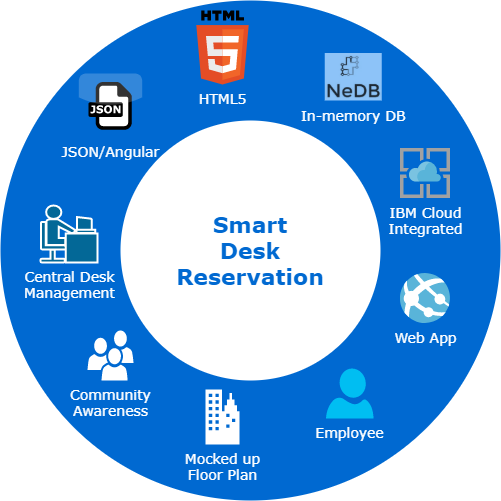 HTML
HTML5
NeDB
In-memory DB
IBM Cloud
Integrated
Web App
Employee
Mocked up
Floor Plan
Community
Awareness
Central Desk
Management
JSON
JSON/Angular
Smart
Desk
Reservation